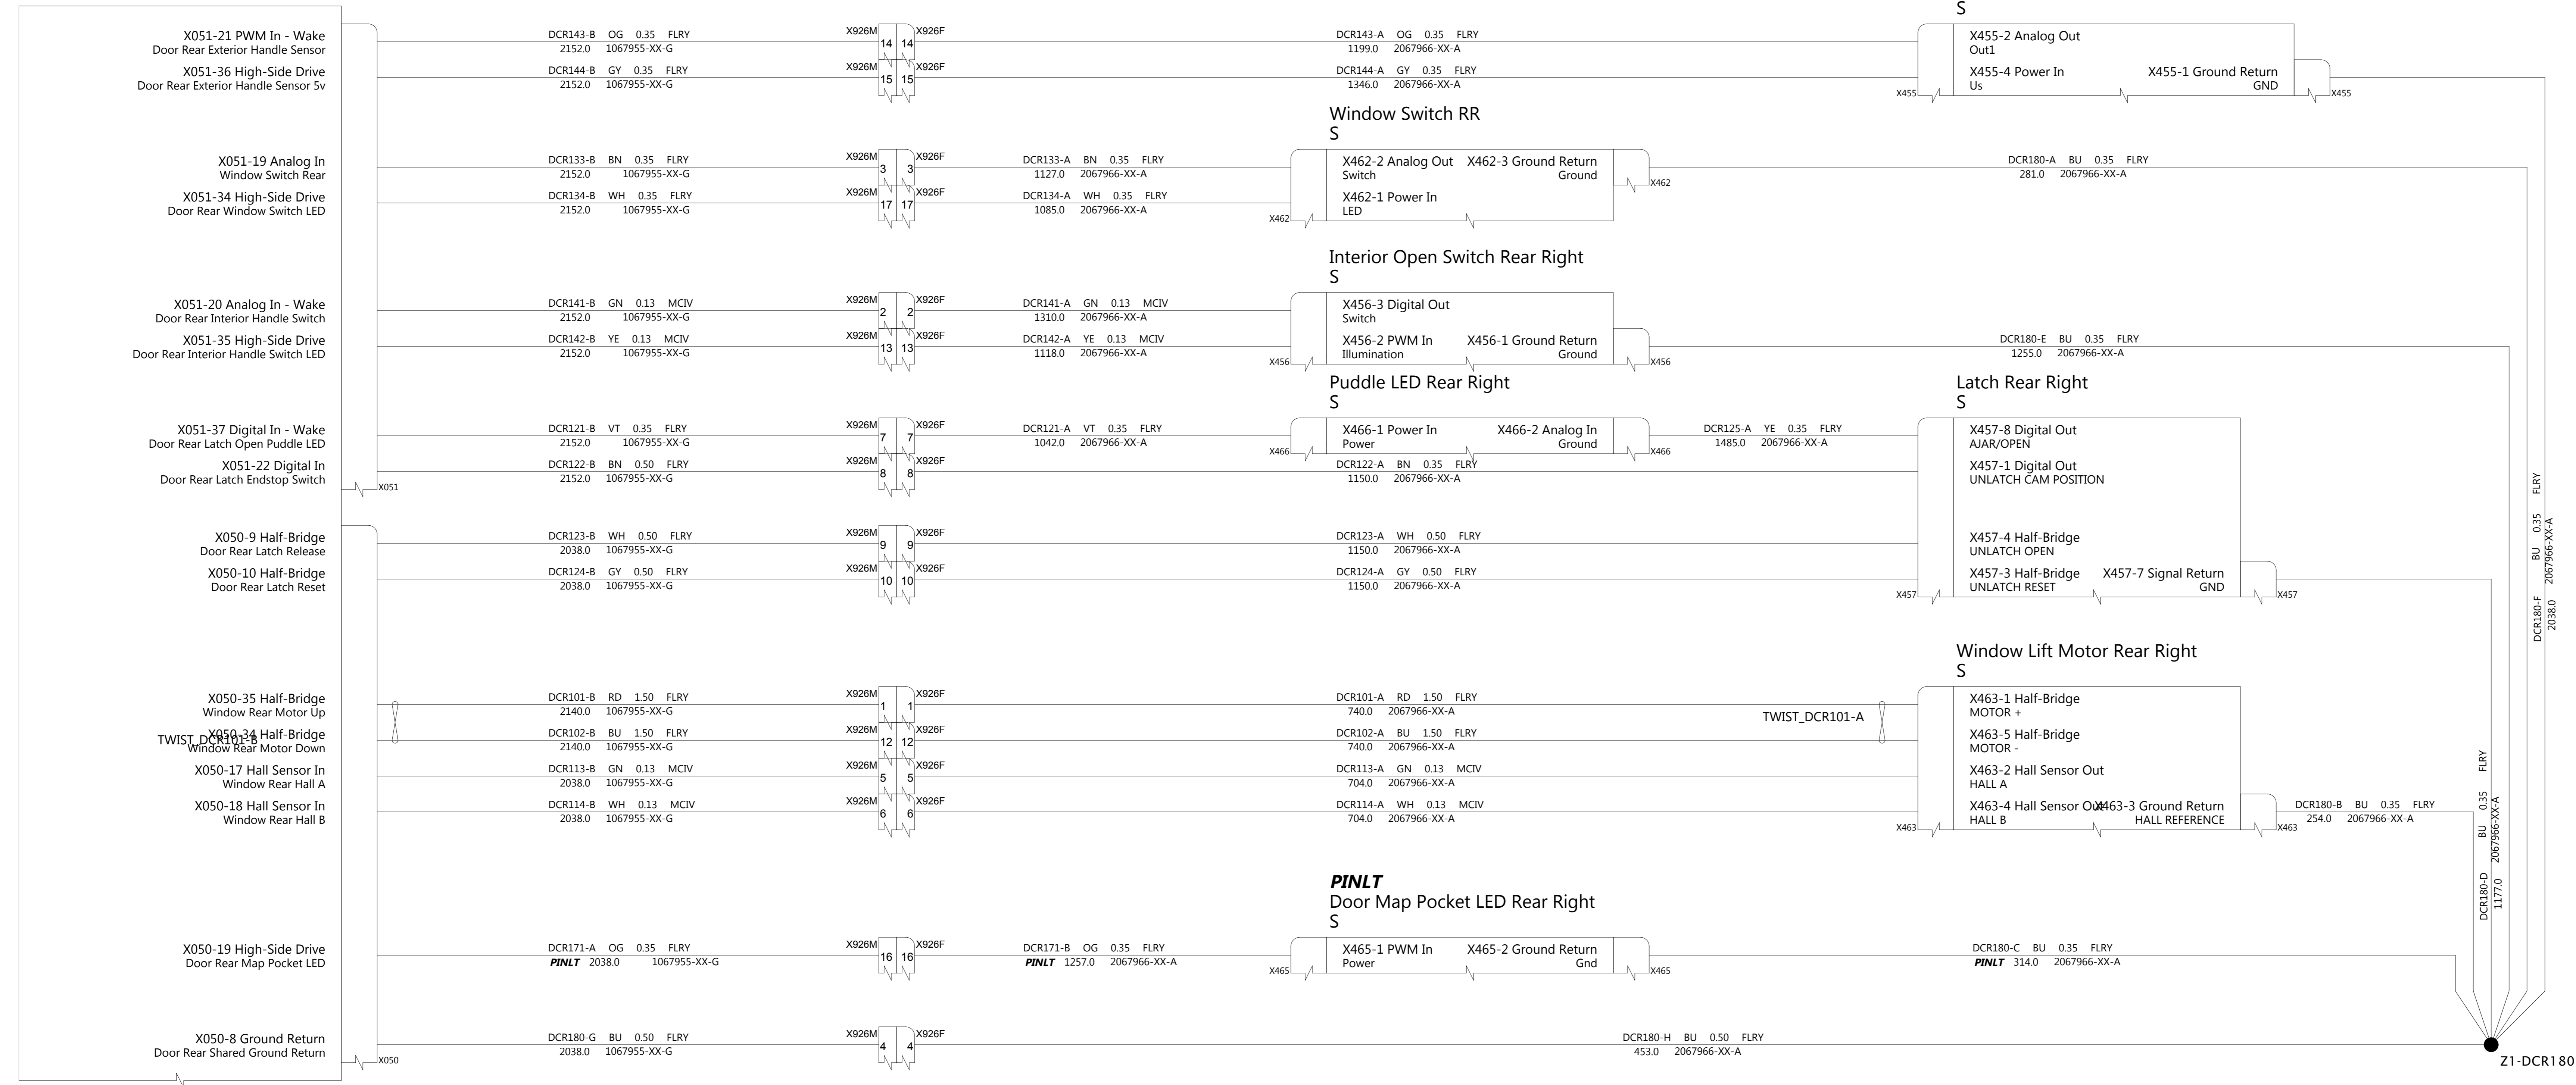 S
X051-21 PWM In - Wake
Door Rear Exterior Handle Sensor
DCR143-B OG 0.35 FLRY
2152.0 1067955-XX-G
X926M 14 14 X926F
DCR143-A OG 0.35 FLRY
1199.0 2067966-XX-A
X455-2 Analog Out
Out1
X051-36 High-Side Drive
Door Rear Exterior Handle Sensor 5v
DCR144-B GY 0.35 FLRY
2152.0 1067955-XX-G
X926M 15 15 X926F
DCR144-A GY 0.35 FLRY
1346.0 2067966-XX-A
X455-4 Power In X455-1 Ground Return
Us GND
X455 X455
Window Switch RR
S
X051-19 Analog In
Window Switch Rear
DCR133-B BN 0.35 FLRY
2152.0 1067955-XX-G
X926M 3 3 X926F
DCR133-A BN 0.35 FLRY
1127.0 2067966-XX-A
X462-2 Analog Out X462-3 Ground Return
Switch Ground
X462
DCR180-A BU 0.35 FLRY
281.0 2067966-XX-A
X051-34 High-Side Drive
Door Rear Window Switch LED
DCR134-B WH 0.35 FLRY
2152.0 1067955-XX-G
X926M 17 17 X926F
DCR134-A WH 0.35 FLRY
1085.0 2067966-XX-A
X462-1 Power In
LED
X462
Interior Open Switch Rear Right
S
X051-20 Analog In - Wake
Door Rear Interior Handle Switch
DCR141-B GN 0.13 MCIV
2152.0 1067955-XX-G
X926M 2 2 X926F
DCR141-A GN 0.13 MCIV
1310.0 2067966-XX-A
X456-3 Digital Out
Switch
X051-35 High-Side Drive
Door Rear Interior Handle Switch LED
DCR142-B YE 0.13 MCIV
2152.0 1067955-XX-G
X926M 13 13 X926F
DCR142-A YE 0.13 MCIV
1118.0 2067966-XX-A
X456-2 PWM In X456-1 Ground Return
Illumination Ground
X456 X456
DCR180-E BU 0.35 FLRY
1255.0 2067966-XX-A
Puddle LED Rear Right
S
Latch Rear Right
S
X051-37 Digital In - Wake
Door Rear Latch Open Puddle LED
DCR121-B VT 0.35 FLRY
2152.0 1067955-XX-G
X926M 7 7 X926F
DCR121-A VT 0.35 FLRY
1042.0 2067966-XX-A
X466-1 Power In X466-2 Analog In
Power Ground
X466 X466
DCR125-A YE 0.35 FLRY
1485.0 2067966-XX-A
X457-8 Digital Out
AJAR/OPEN
X051-22 Digital In
Door Rear Latch Endstop Switch
X051
DCR122-B BN 0.50 FLRY
2152.0 1067955-XX-G
X926M 8 8 X926F
DCR122-A BN 0.35 FLRY
1150.0 2067966-XX-A
X457-1 Digital Out
UNLATCH CAM POSITION
X050-9 Half-Bridge
Door Rear Latch Release
DCR123-B WH 0.50 FLRY
2038.0 1067955-XX-G
X926M 9 9 X926F
DCR123-A WH 0.50 FLRY
1150.0 2067966-XX-A
X457-4 Half-Bridge
UNLATCH OPEN
X050-10 Half-Bridge
Door Rear Latch Reset
DCR124-B GY 0.50 FLRY
2038.0 1067955-XX-G
X926M 10 10 X926F
DCR124-A GY 0.50 FLRY
1150.0 2067966-XX-A
X457-3 Half-Bridge X457-7 Signal Return
UNLATCH RESET GND
X457 X457
DCR180-F BU 0.35 FLRY
2038.0 2067966-XX-A
Window Lift Motor Rear Right
S
X050-35 Half-Bridge
Window Rear Motor Up
DCR101-B RD 1.50 FLRY
2140.0 1067955-XX-G
X926M 1 1 X926F
DCR101-A RD 1.50 FLRY
740.0 2067966-XX-A
TWIST_DCR101-A
X463-1 Half-Bridge
MOTOR +
X050-34 Half-Bridge
TWIST_DCR101-B
Window Rear Motor Down
DCR102-B BU 1.50 FLRY
2140.0 1067955-XX-G
X926M 12 12 X926F
DCR102-A BU 1.50 FLRY
740.0 2067966-XX-A
X463-5 Half-Bridge
MOTOR -
X050-17 Hall Sensor In
Window Rear Hall A
DCR113-B GN 0.13 MCIV
2038.0 1067955-XX-G
X926M 5 5 X926F
DCR113-A GN 0.13 MCIV
704.0 2067966-XX-A
X463-2 Hall Sensor Out
HALL A
X050-18 Hall Sensor In
Window Rear Hall B
DCR114-B WH 0.13 MCIV
2038.0 1067955-XX-G
X926M 6 6 X926F
DCR114-A WH 0.13 MCIV
704.0 2067966-XX-A
X463-4 Hall Sensor Out X463-3 Ground Return
HALL B HALL REFERENCE
X463 X463
DCR180-B BU 0.35 FLRY
254.0 2067966-XX-A
DCR180-D BU 0.35 FLRY
1177.0 2067966-XX-A
PINLT
Door Map Pocket LED Rear Right
S
X050-19 High-Side Drive
Door Rear Map Pocket LED
DCR171-A OG 0.35 FLRY
PINLT 2038.0 1067955-XX-G
X926M 16 16 X926F
DCR171-B OG 0.35 FLRY
PINLT 1257.0 2067966-XX-A
X465-1 PWM In X465-2 Ground Return
Power Gnd
X465 X465
DCR180-C BU 0.35 FLRY
PINLT 314.0 2067966-XX-A
X050-8 Ground Return
Door Rear Shared Ground Return
X050
DCR180-G BU 0.50 FLRY
2038.0 1067955-XX-G
X926M 4 4 X926F
DCR180-H BU 0.50 FLRY
453.0 2067966-XX-A
Z1-DCR180